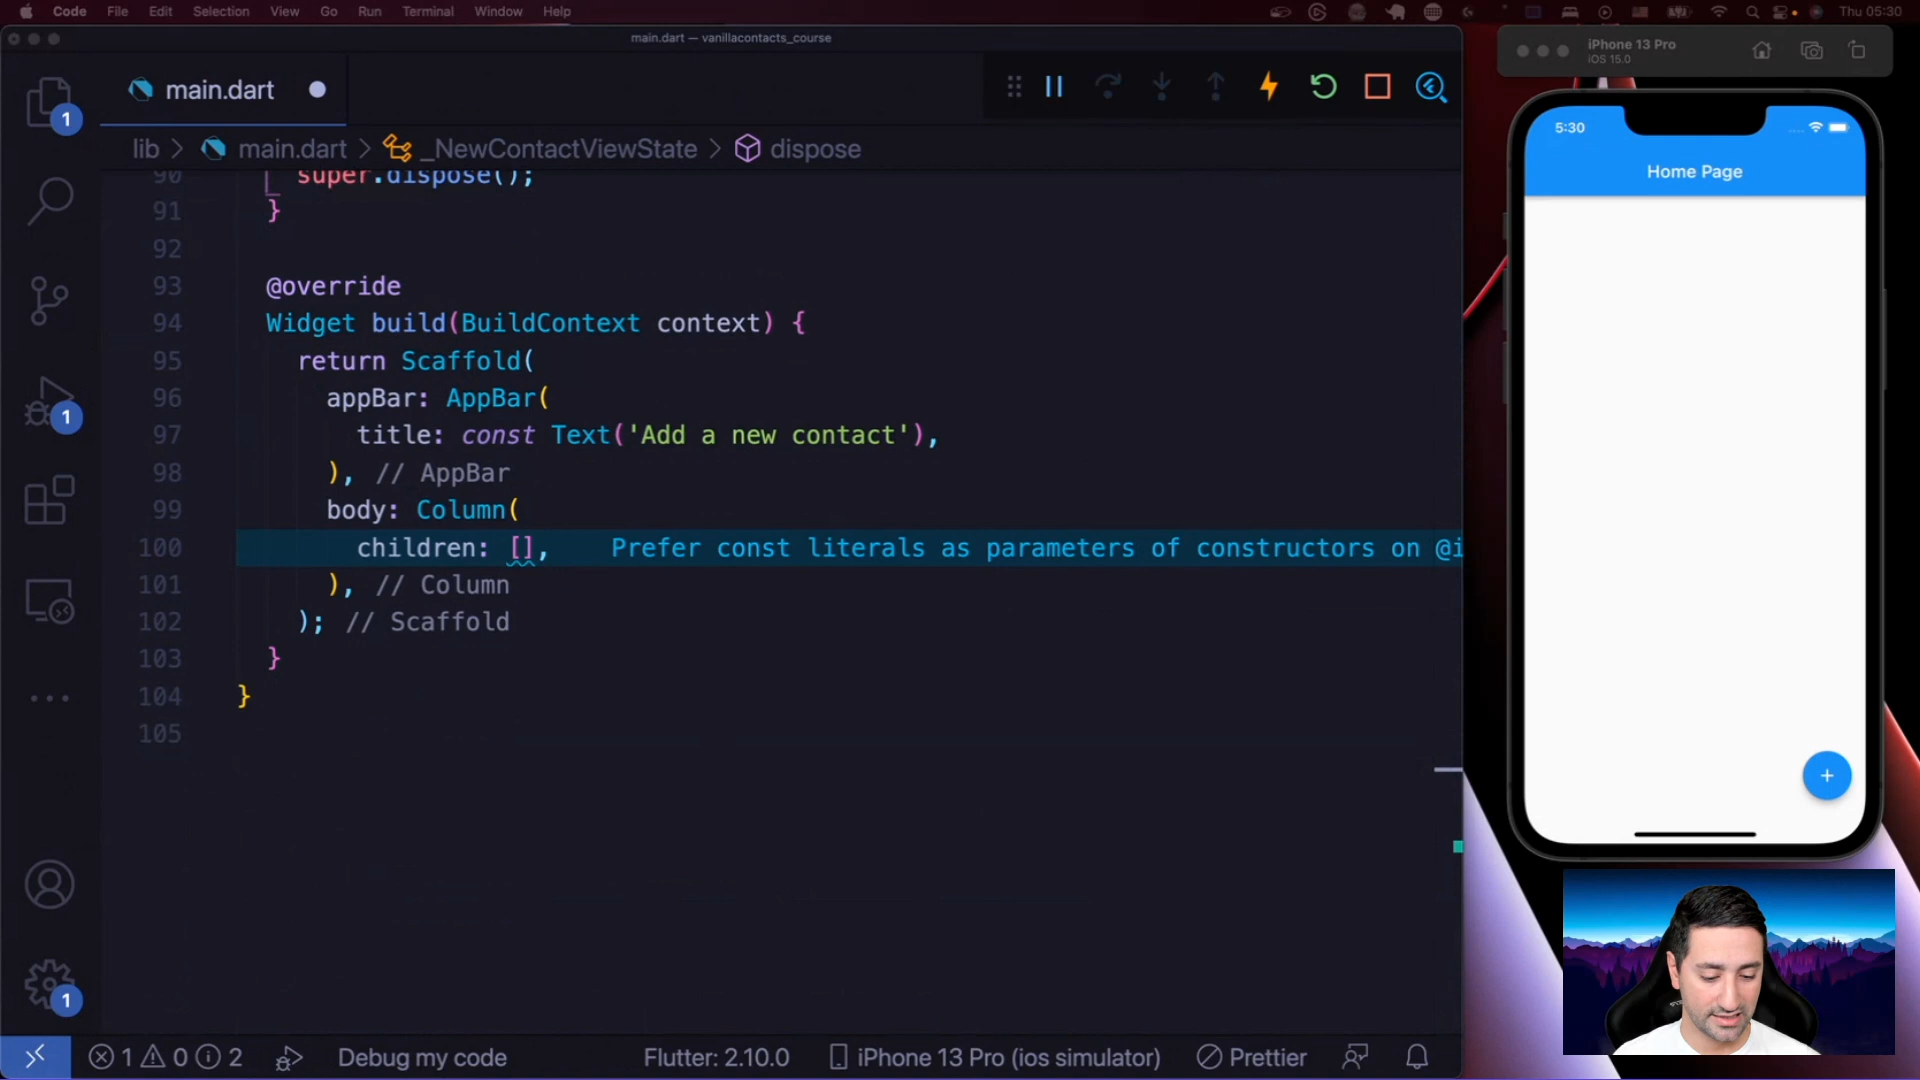 Code File Edit Selection View Go Run Terminal Window Help Thu 05:30
main.dart — vanillacontacts_course
iPhone 13 Pro
iOS 15.0
main.dart
lib > main.dart > _NewContactViewState > dispose
90 super.dispose();
91 }
92
93 @override
94 Widget build(BuildContext context) {
95 return Scaffold(
96 appBar: AppBar(
97 title: const Text('Add a new contact'),
98 ), // AppBar
99 body: Column(
100 children: [], Prefer const literals as parameters of constructors on @i
101 ), // Column
102 ); // Scaffold
103 }
104 }
105
1
1
1
5:30
Home Page
+
1 0 2 Debug my code Flutter: 2.10.0 iPhone 13 Pro (ios simulator) Prettier